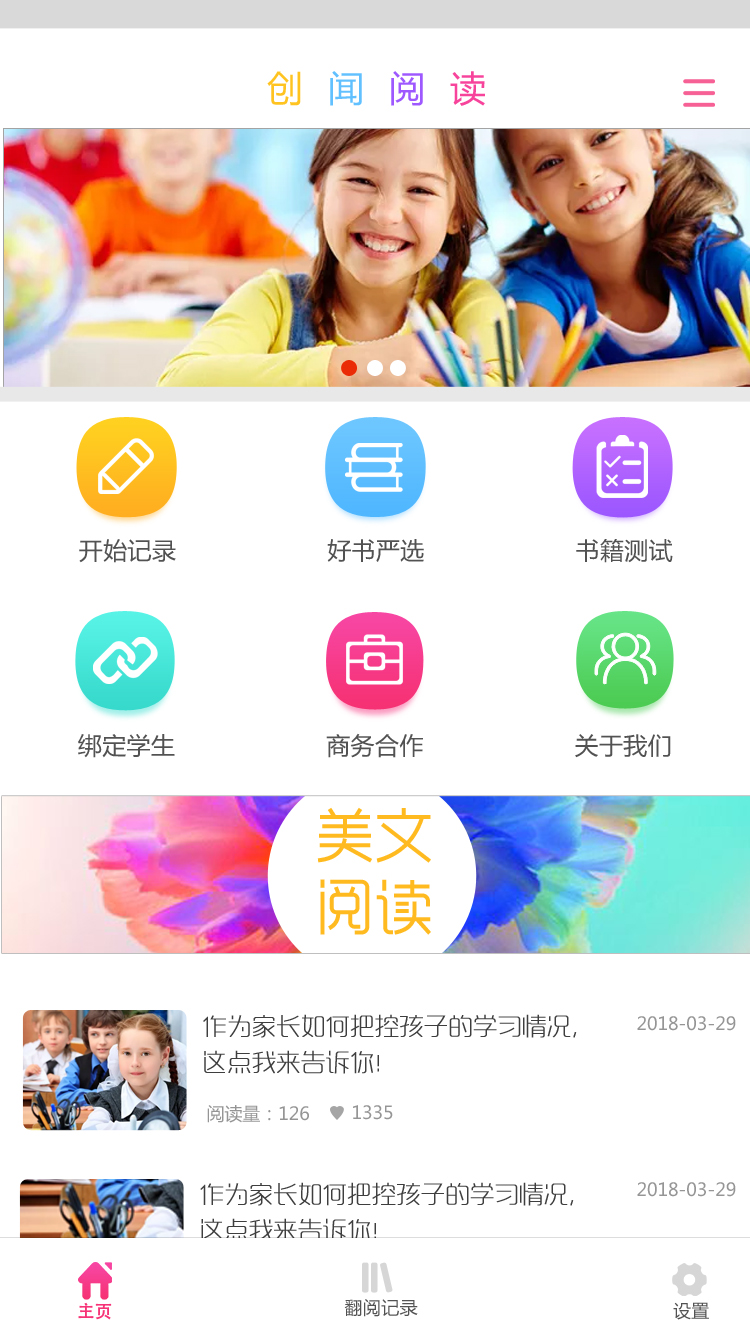 创闻阅读
开始记录 好书严选 书籍测试
绑定学生 商务合作 关于我们
美文
阅读
作为家长如何把控孩子的学习情况, 2018-03-29
这点我来告诉你!
阅读量：126 1335
作为家长如何把控孩子的学习情况, 2018-03-29
这点我来告诉你!
主页 翻阅记录 设置